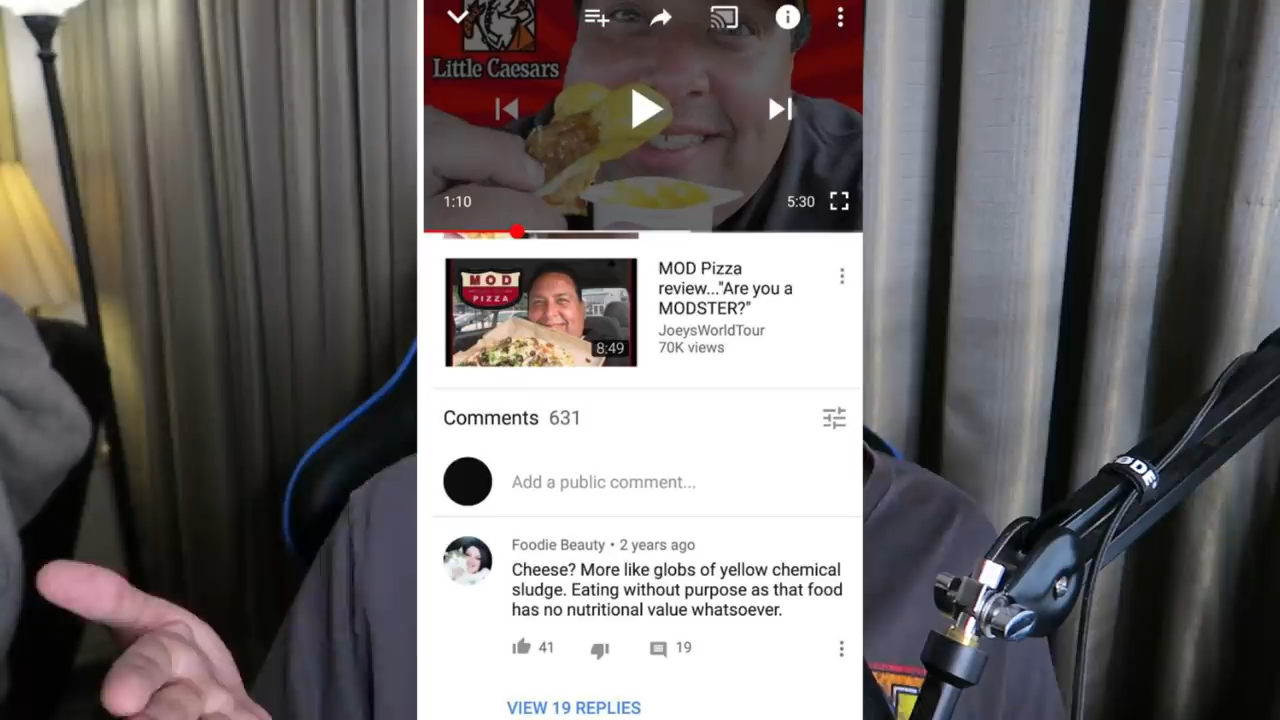 Little Caesars
1:10
5:30
MOD
PIZZA
8:49
MOD Pizza
review..."Are you a
MODSTER?"
JoeysWorldTour
70K views
Comments 631
Add a public comment...
Foodie Beauty • 2 years ago
Cheese? More like globs of yellow chemical
sludge. Eating without purpose as that food
has no nutritional value whatsoever.
41
19
VIEW 19 REPLIES
RØDE